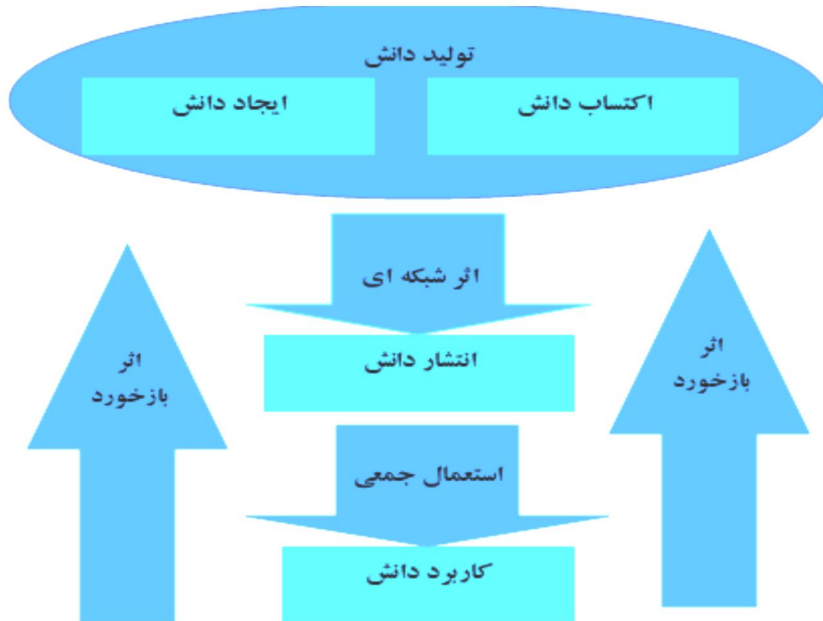 تولید دانش
اکتساب دانش
ایجاد دانش
اثر شبکه ای
اثر
بازخورد
انتشار دانش
اثر
بازخورد
استعمال جمعی
کاربرد دانش